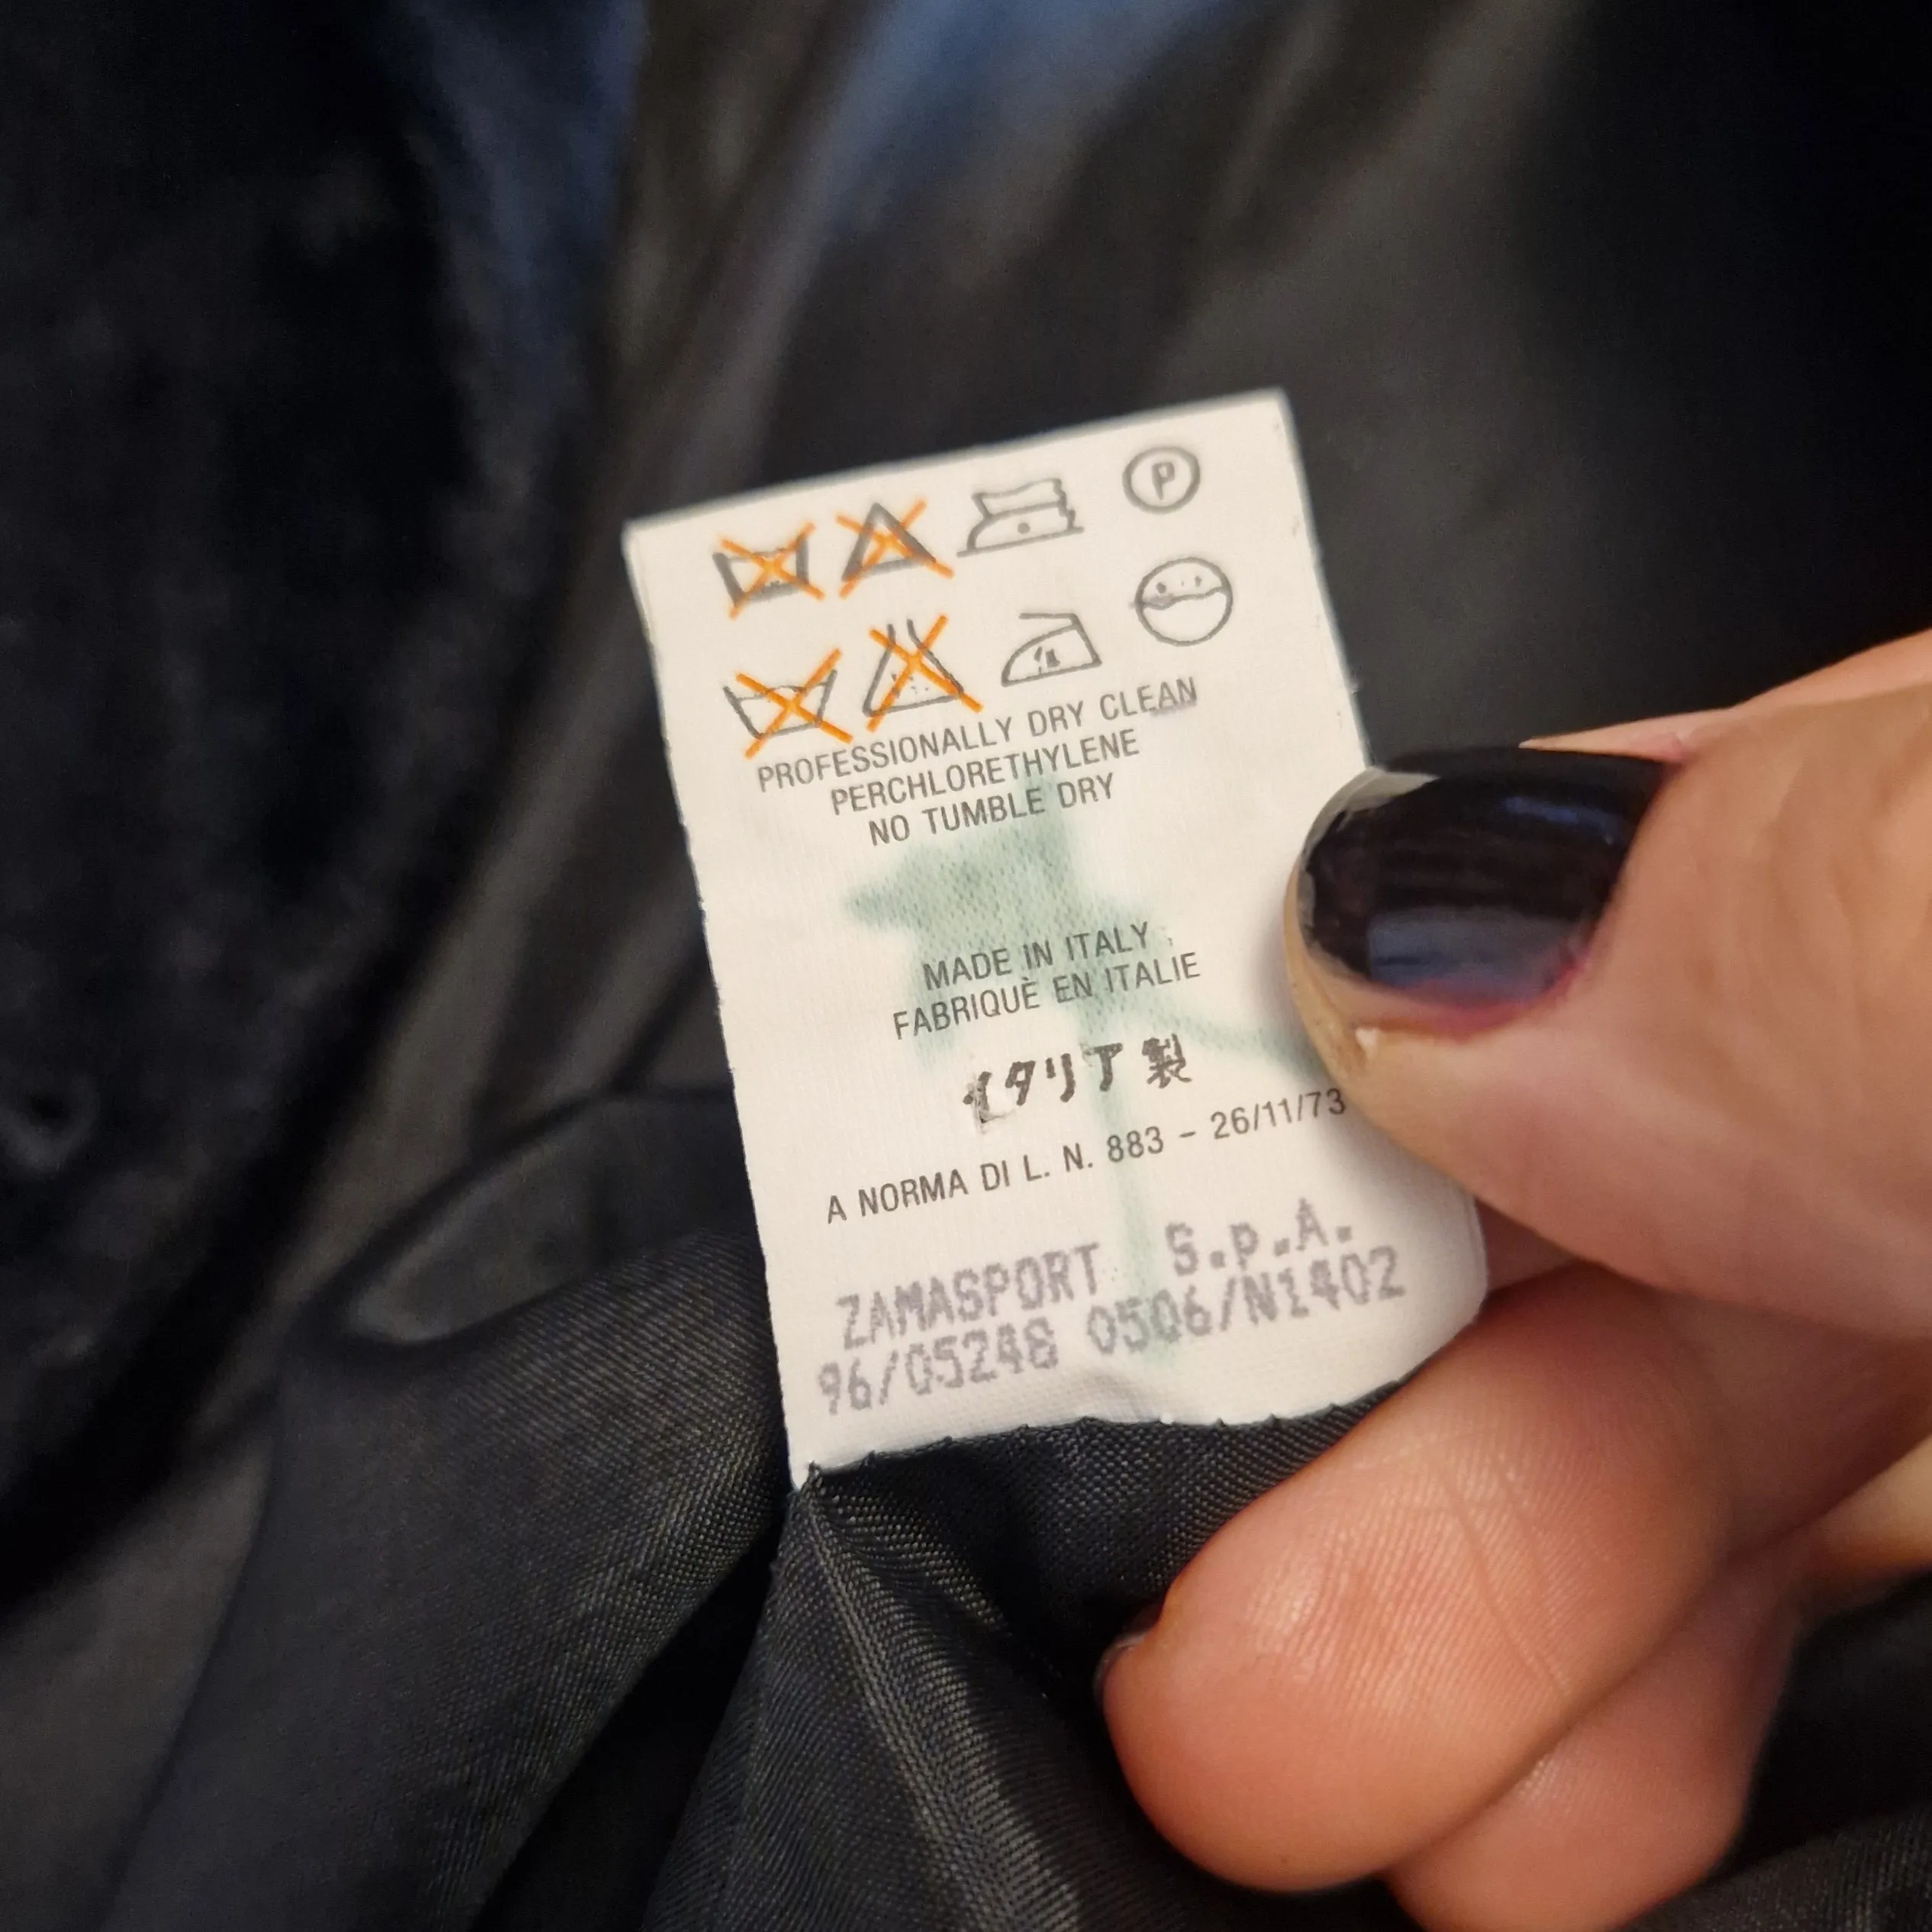 P
PROFESSIONALLY DRY CLEAN
PERCHLORETHYLENE
NO TUMBLE DRY
MADE IN ITALY
FABRIQUÈ EN ITALIE
イタリア製
A NORMA DI L. N. 883 - 26/11/73
ZAMASPORT S.p.A.
96/05248 0506/N1402